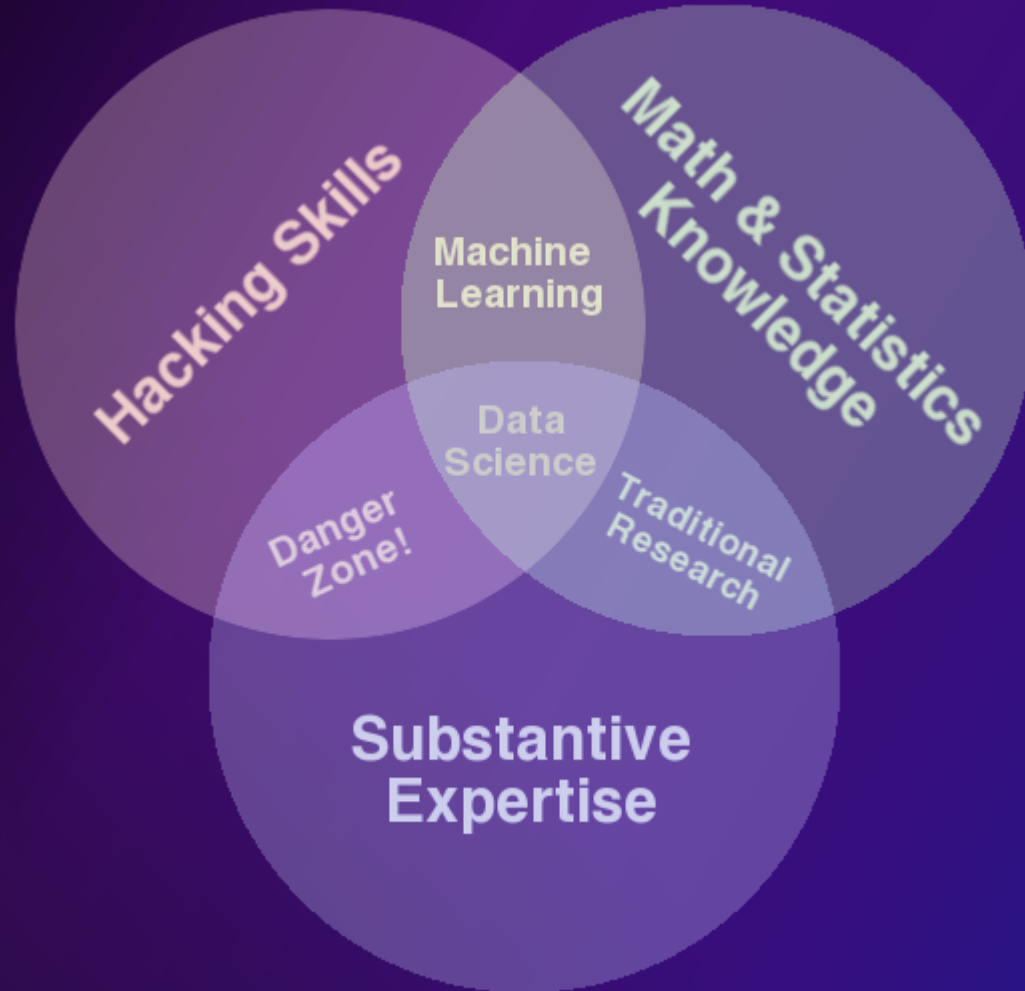 Hacking Skills
Math & Statistics
Knowledge
Machine
Learning
Data
Science
Danger
Zone!
Traditional
Research
Substantive
Expertise